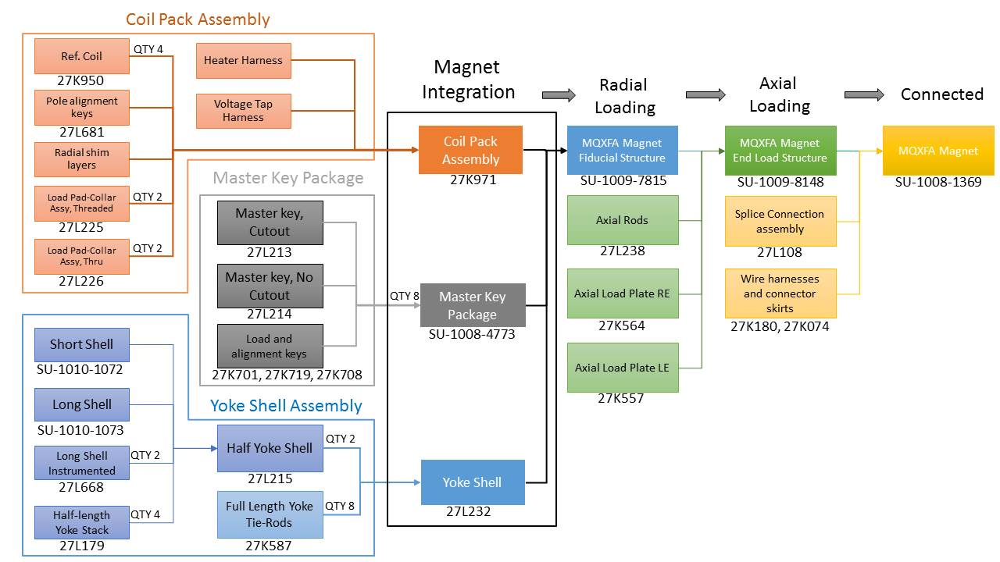 Coil Pack Assembly
Ref. Coil
QTY 4
27K950
Pole alignment
keys
27L681
Radial shim
layers
Load Pad-Collar
Assy, Threaded
QTY 2
27L225
Load Pad-Collar
Assy, Thru
QTY 2
27L226
Heater Harness
Voltage Tap
Harness
Master Key Package
Master key,
Cutout
27L213
Master key, No
Cutout
27L214
Load and
alignment keys
27K701, 27K719, 27K708
QTY 8
Yoke Shell Assembly
Short Shell
SU-1010-1072
Long Shell
SU-1010-1073
Long Shell
Instrumented
QTY 2
27L668
Half-length
Yoke Stack
QTY 4
27L179
Half Yoke Shell
QTY 2
27L215
Full Length Yoke
Tie-Rods
QTY 8
27K587
Magnet
Integration
Coil Pack
Assembly
27K971
Master Key
Package
SU-1008-4773
Yoke Shell
27L232
Radial
Loading
MQXFA Magnet
Fiducial Structure
SU-1009-7815
Axial Rods
27L238
Axial Load Plate RE
27K564
Axial Load Plate LE
27K557
Axial
Loading
MQXFA Magnet
End Load Structure
SU-1009-8148
Splice Connection
assembly
27L108
Wire harnesses
and connector
skirts
27K180, 27K074
Connected
MQXFA Magnet
SU-1008-1369